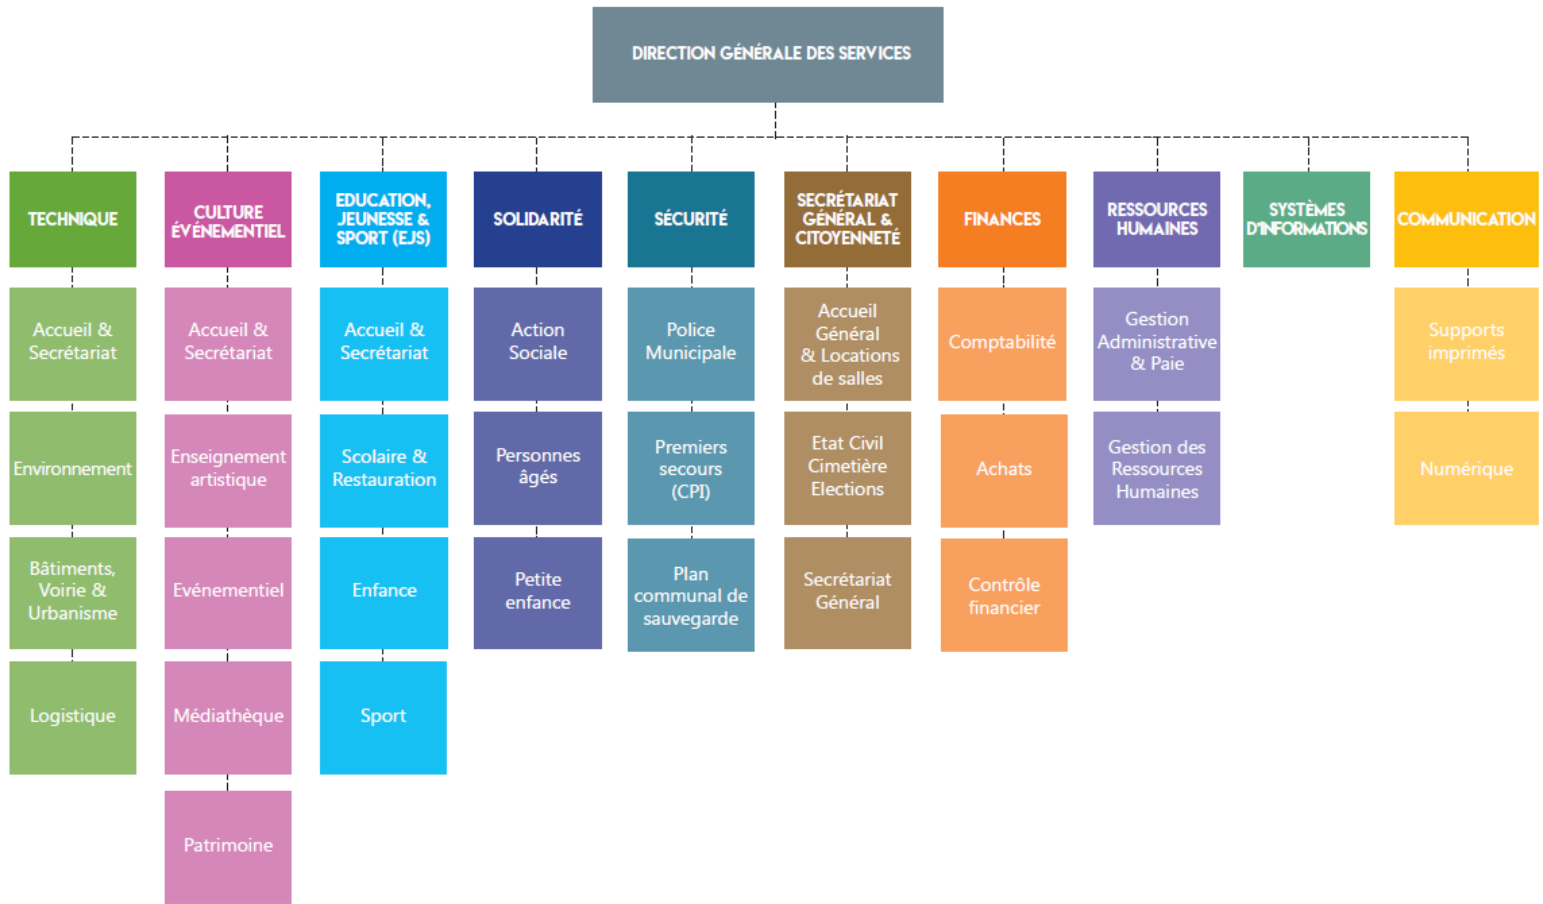 DIRECTION GÉNÉRALE DES SERVICES
TECHNIQUE
CULTURE
ÉVÉNEMENTIEL
EDUCATION,
JEUNESSE &
SPORT (EJS)
SOLIDARITÉ
SÉCURITÉ
SECRÉTARIAT
GÉNÉRAL &
CITOYENNETÉ
FINANCES
RESSOURCES
HUMAINES
SYSTÈMES
D'INFORMATIONS
COMMUNICATION
Accueil &
Secrétariat
Accueil &
Secrétariat
Accueil &
Secrétariat
Action
Sociale
Police
Municipale
Accueil
Général
& Locations
de salles
Comptabilité
Gestion
Administrative
& Paie
Supports
imprimés
Environnement
Enseignement
artistique
Scolaire &
Restauration
Personnes
âgés
Premiers
secours
(CPI)
Etat Civil
Cimetière
Elections
Achats
Gestion des
Ressources
Humaines
Numérique
Bâtiments,
Voirie &
Urbanisme
Evénementiel
Enfance
Petite
enfance
Plan
communal de
sauvegarde
Secrétariat
Général
Contrôle
financier
Logistique
Médiathèque
Sport
Patrimoine